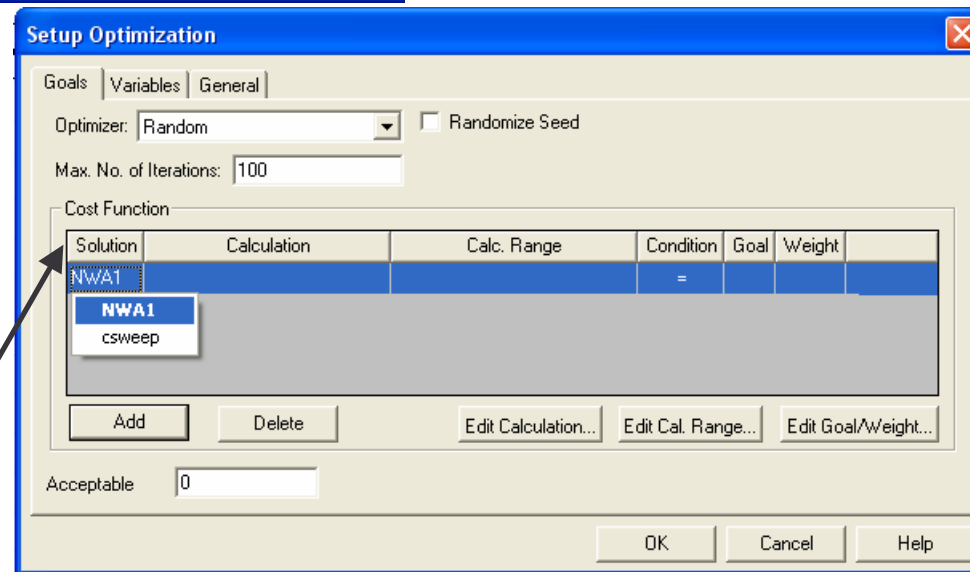 Setup Optimization
Goals Variables General
Optimizer: Random Randomize Seed
Max. No. of Iterations: 100
Cost Function
Solution Calculation Calc. Range Condition Goal Weight
NWA1 =
NWA1
csweep
Add Delete Edit Calculation... Edit Cal. Range... Edit Goal/Weight...
Acceptable 0
OK Cancel Help